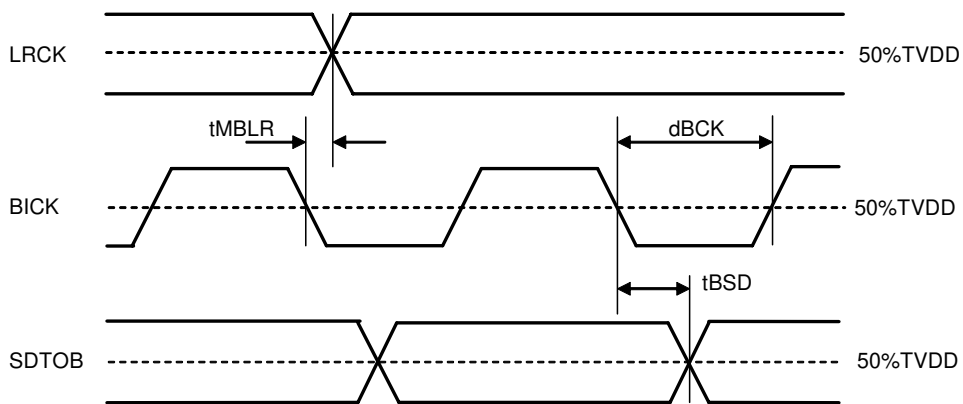 LRCK
50%TVDD
tMBLR
dBCK
BICK
50%TVDD
tBSD
SDTOB
50%TVDD